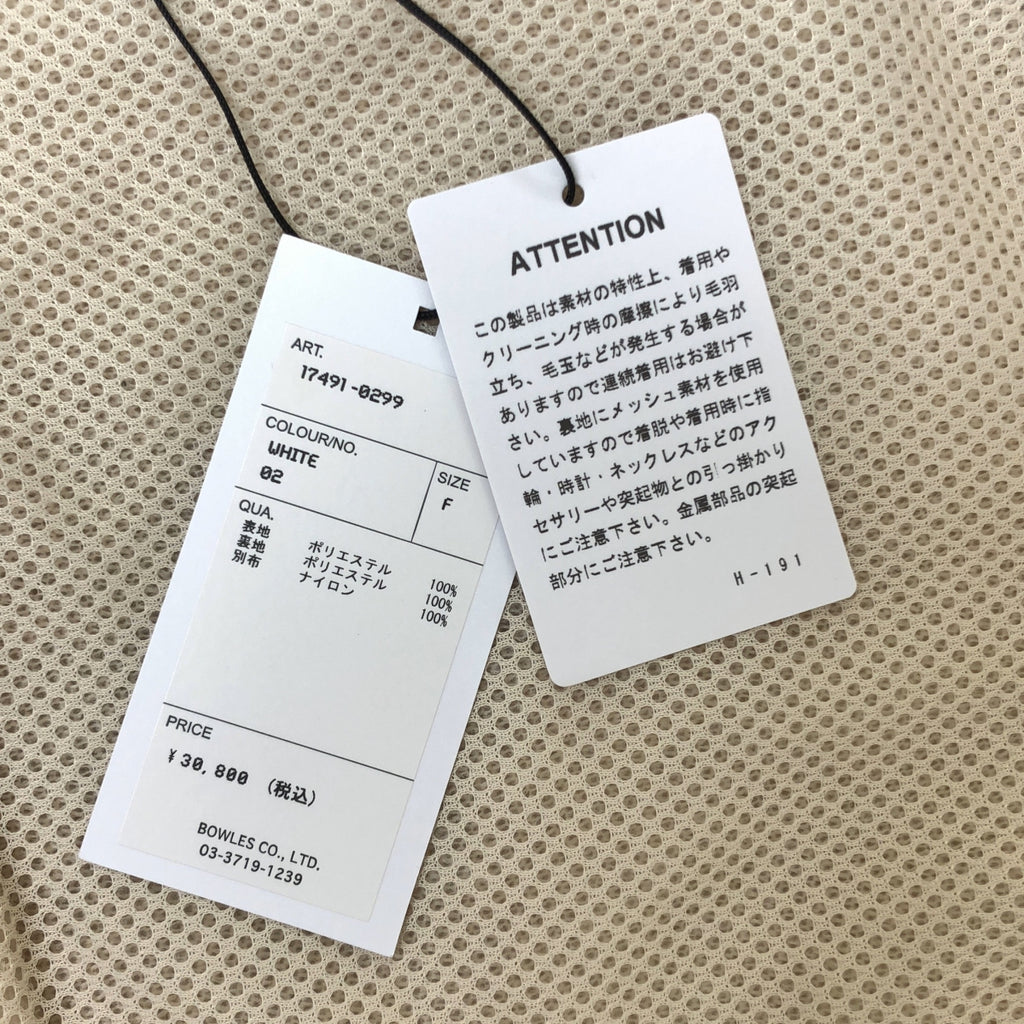 ART.
17491-0299
COLOUR/NO.
WHITE
02
SIZE
F
QUA.
表地 ポリエステル 100%
裏地 ポリエステル 100%
別布 ナイロン 100%
PRICE
¥30,800 (税込)
BOWLES CO., LTD.
03-3719-1239
ATTENTION
この製品は素材の特性上、着用や
クリーニング時の摩擦により毛羽
立ち、毛玉などが発生する場合が
ありますので連続着用はお避け下
さい。裏地にメッシュ素材を使用
していますので着脱や着用時に指
輪・時計・ネックレスなどのアク
セサリーや突起物との引っ掛かり
にご注意下さい。金属部品の突起
部分にご注意下さい。
H-191